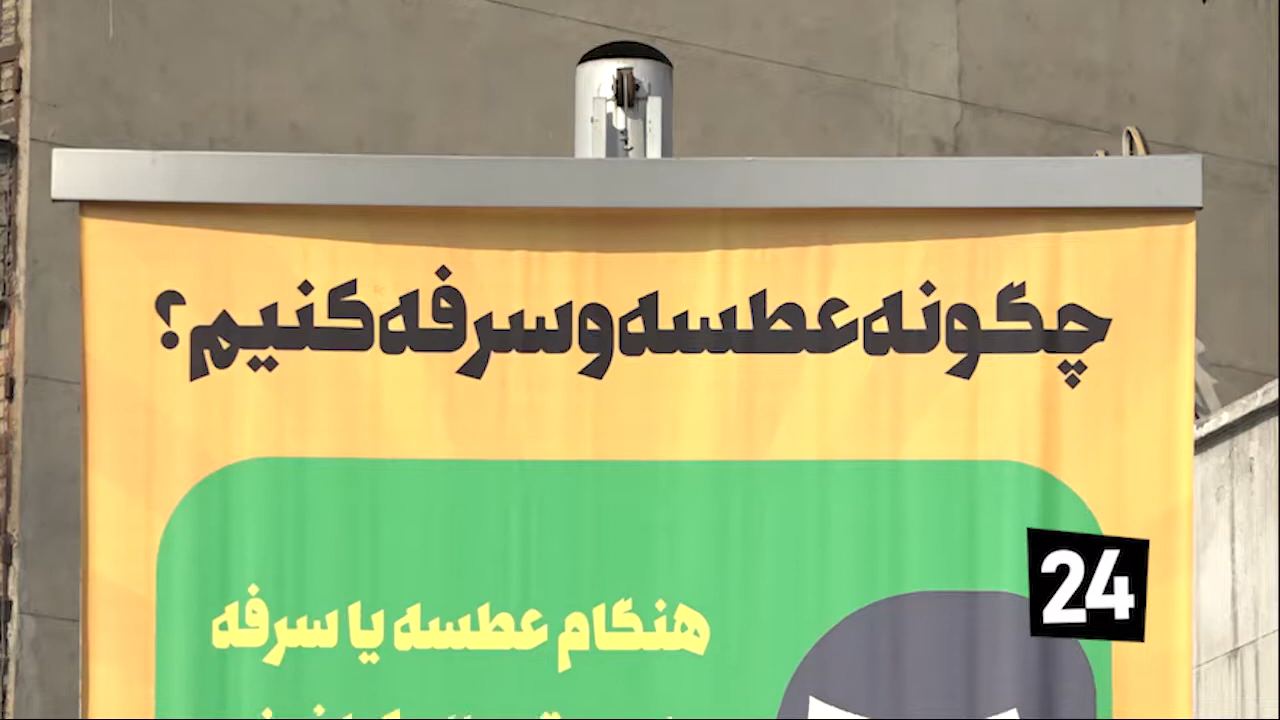 چگونه عطسه و سرفه کنیم؟
هنگام عطسه یا سرفه
24